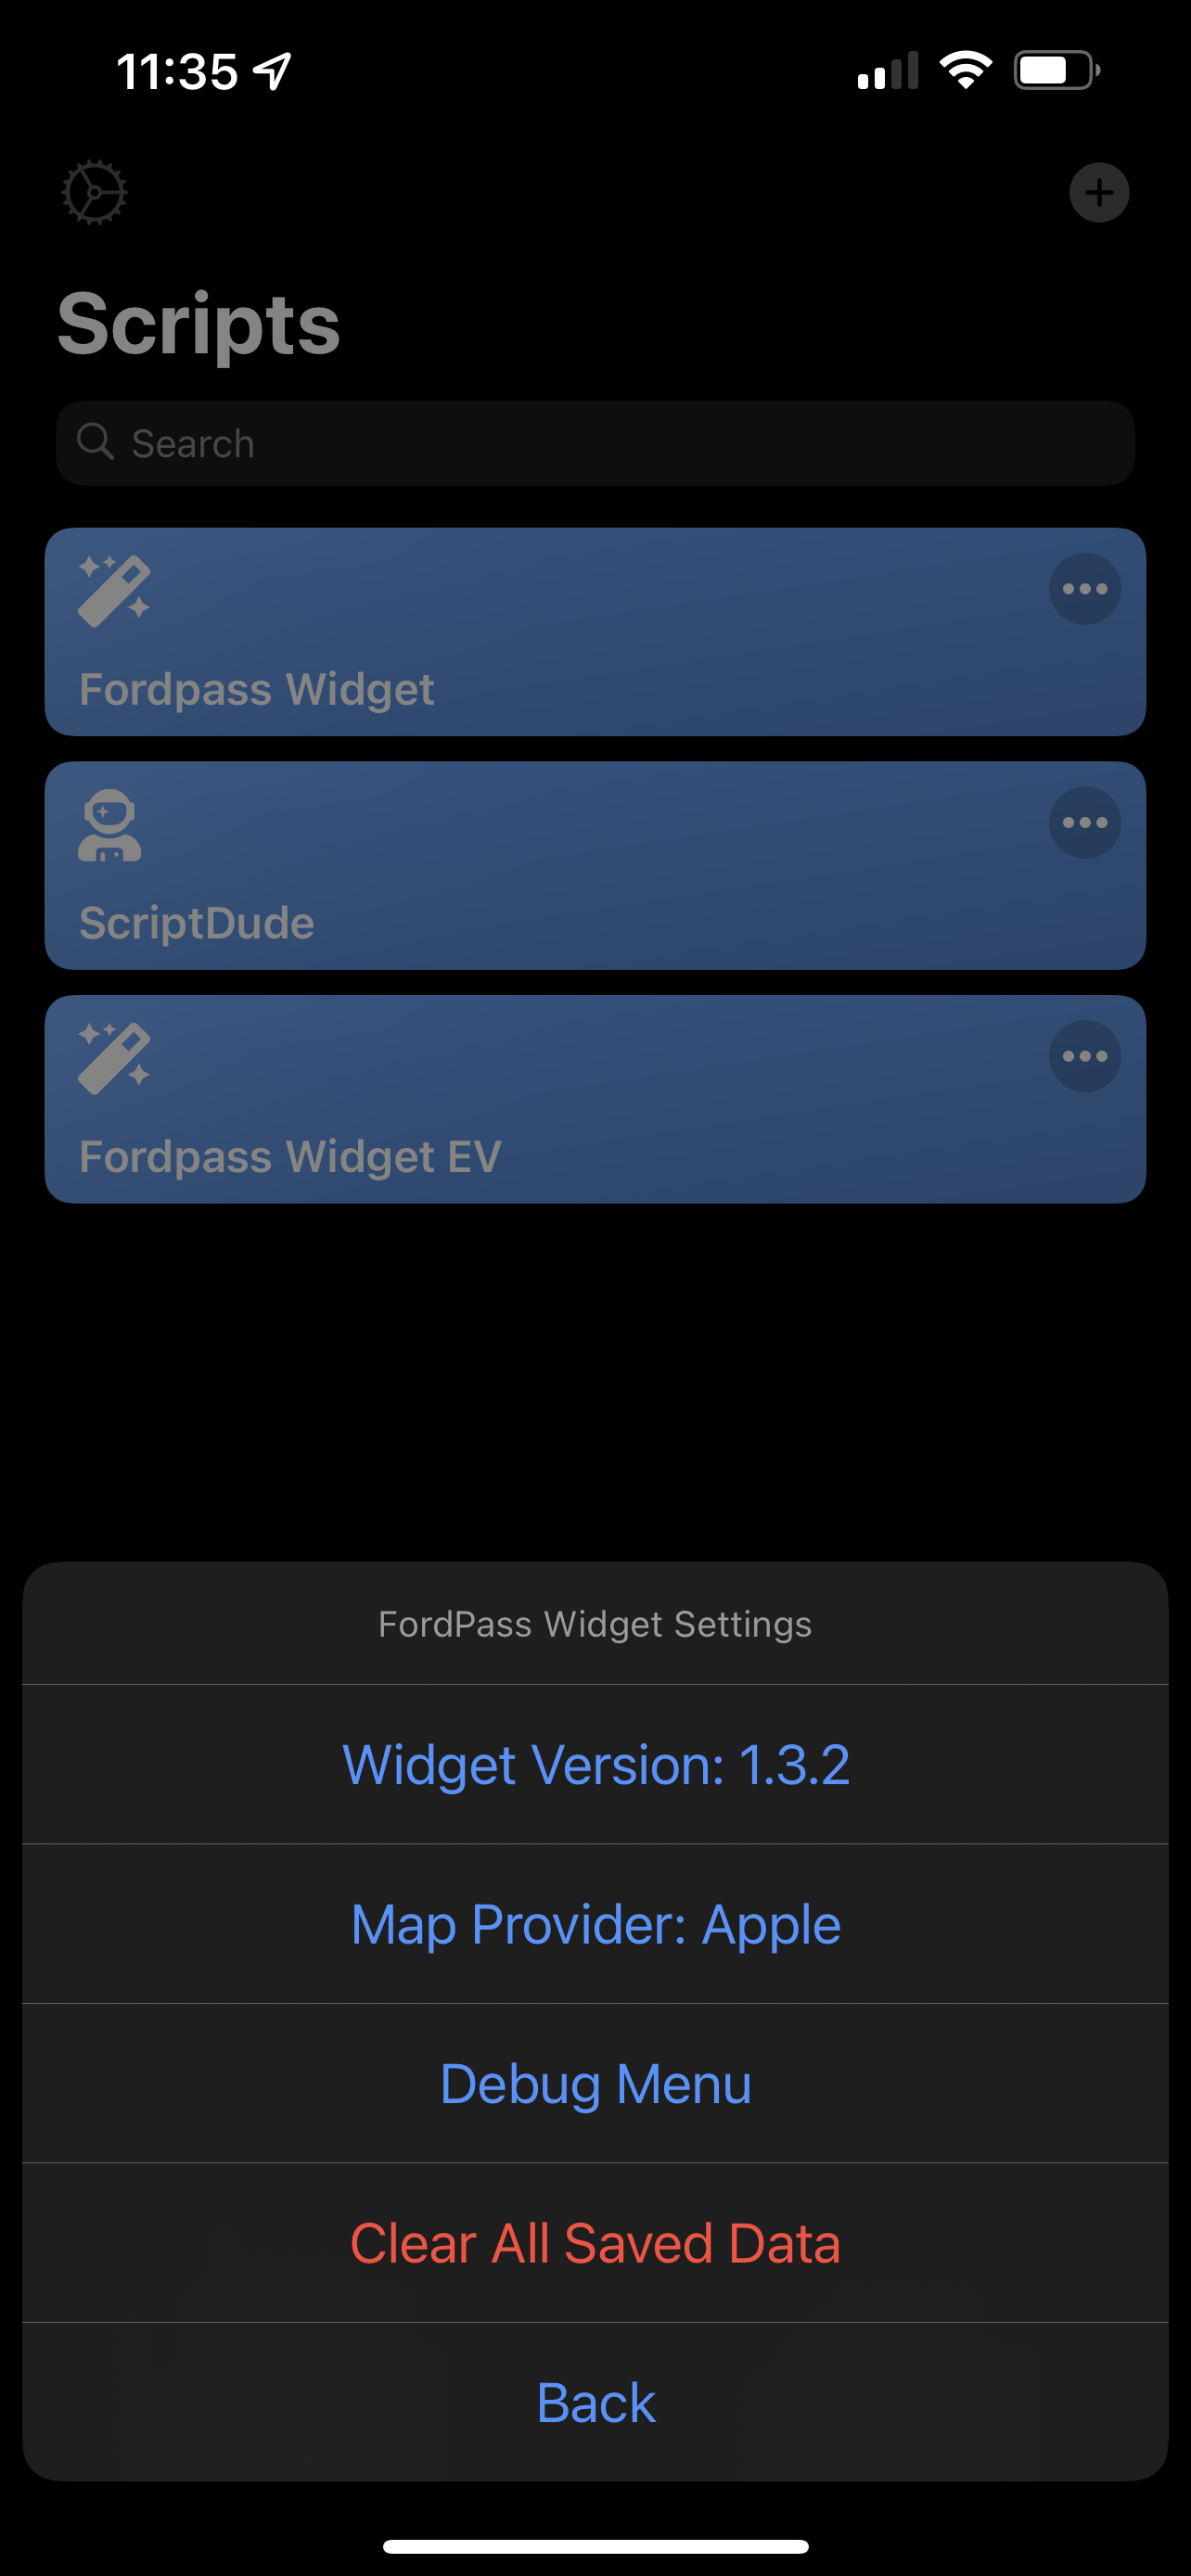 11:35
Scripts
Search
Fordpass Widget
ScriptDude
Fordpass Widget EV
FordPass Widget Settings
Widget Version: 1.3.2
Map Provider: Apple
Debug Menu
Clear All Saved Data
Back